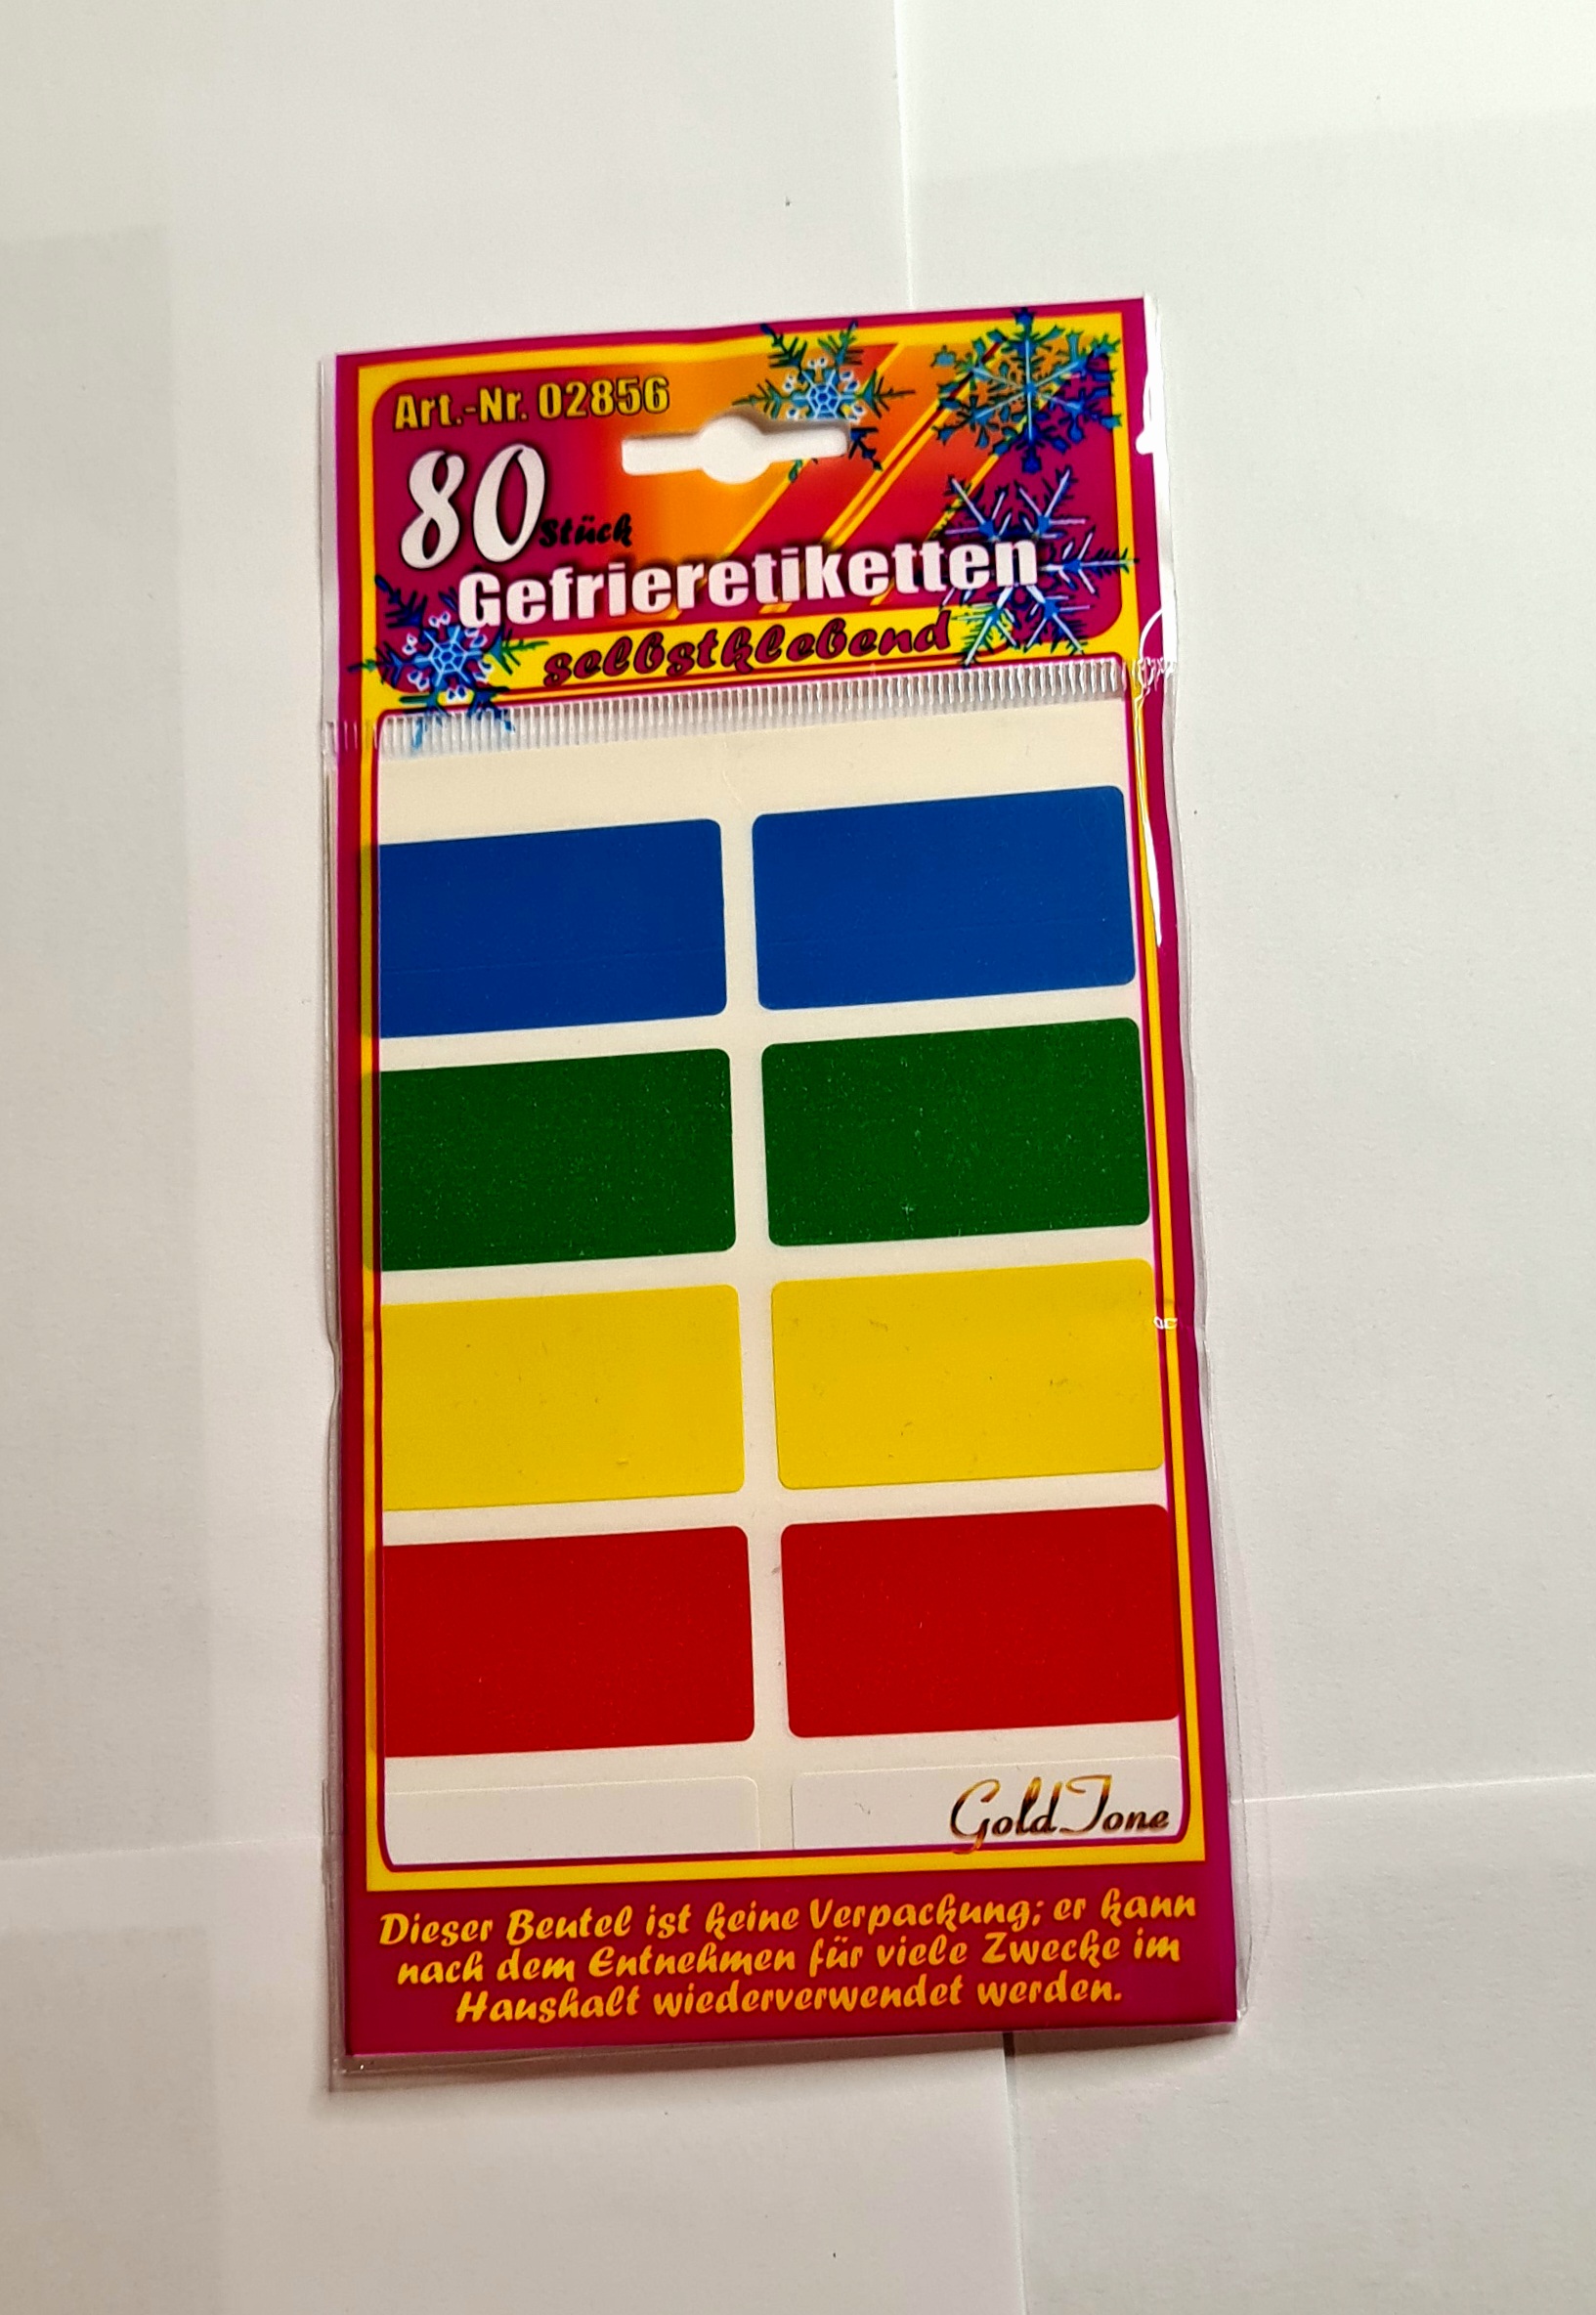 Art.-Nr. 02856
80 Stück
Gefrieretiketten
selbstklebend
GoldTone
Dieser Beutel ist keine Verpackung; er kann
nach dem Entnehmen für viele Zwecke im
Haushalt wiederverwendet werden.